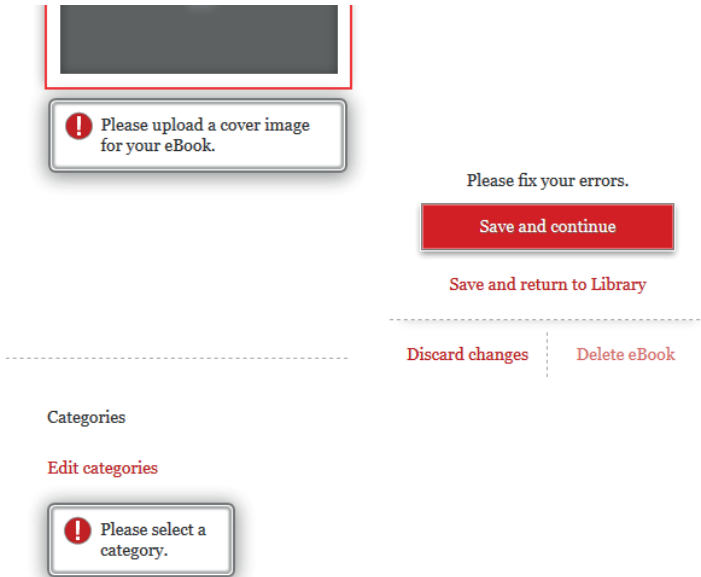 Please upload a cover image
for your eBook.
Please fix your errors.
Save and continue
Save and return to Library
Discard changes
Delete eBook
Categories
Edit categories
Please select a
category.